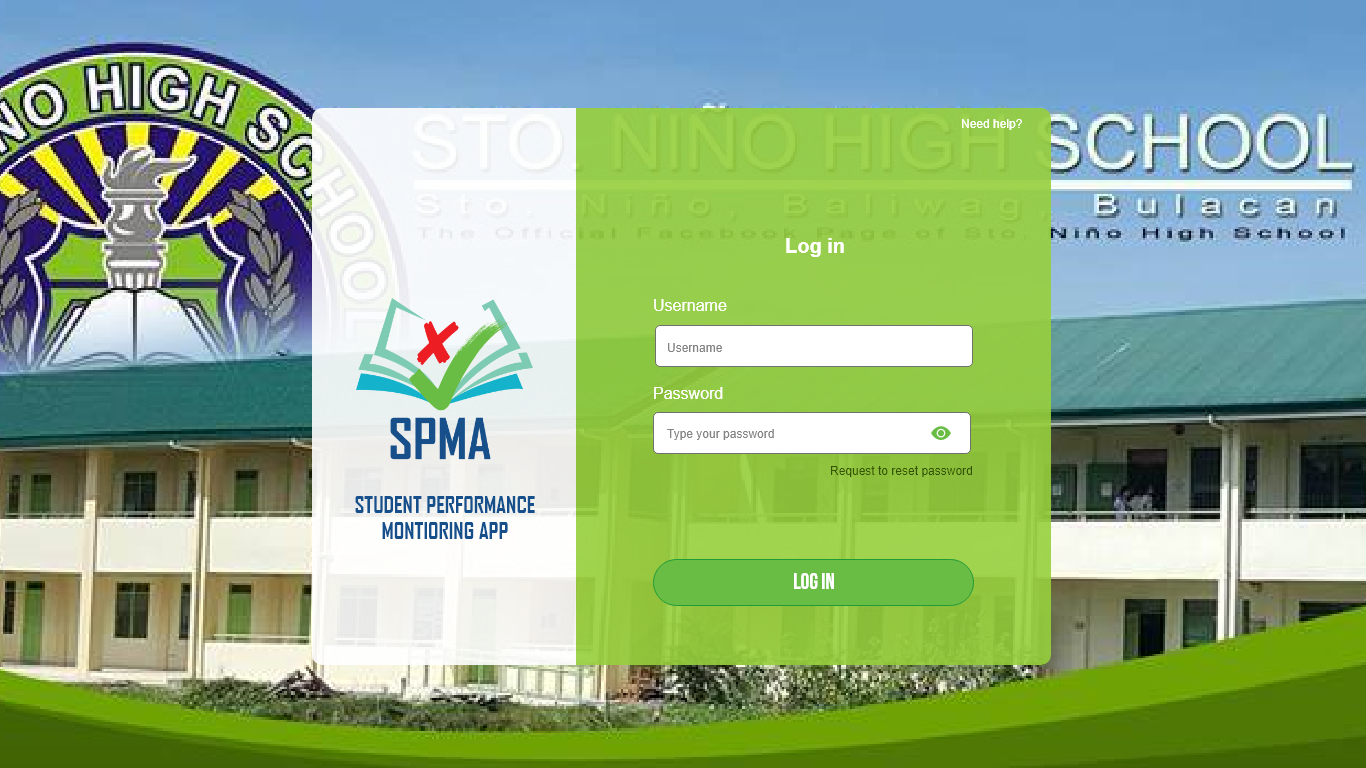 NIÑO HIGH SCHOOL
STO. NIÑO HIGH SCHOOL
Sto. Niño, Baliwag, Bulacan
The Official Facebook Page of Sto. Niño High School
Need help?
Log in
Username
Username
Password
Type your password
Request to reset password
LOG IN
SPMA
STUDENT PERFORMANCE
MONTIORING APP